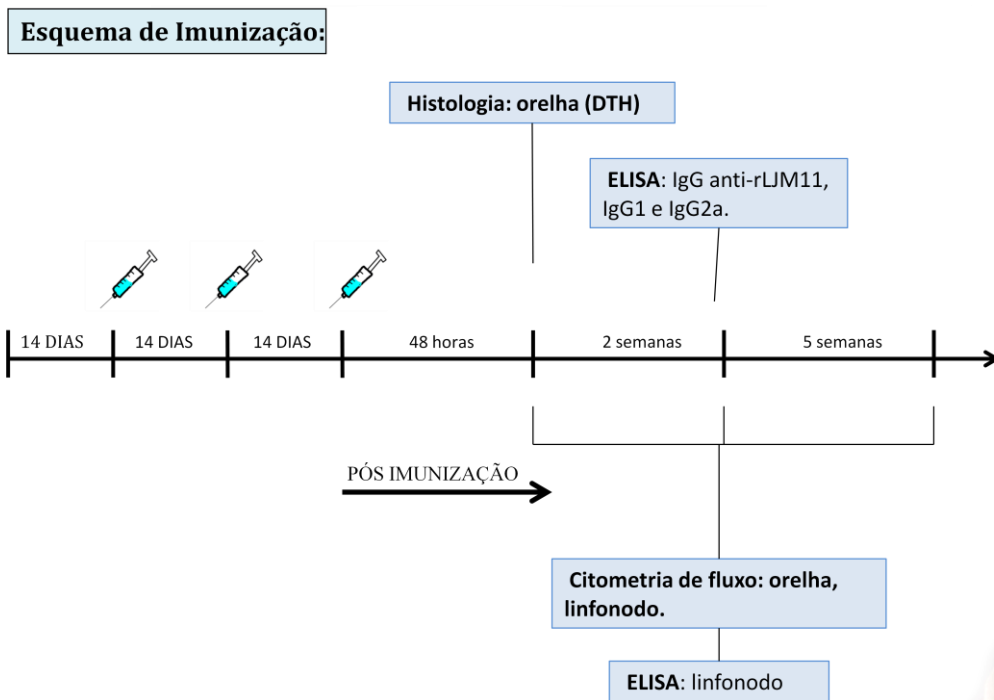 Esquema de Imunização:
Histologia: orelha (DTH)
ELISA: IgG anti-rLJM11,
IgG1 e IgG2a.
14 DIAS
14 DIAS
14 DIAS
48 horas
2 semanas
5 semanas
PÓS IMUNIZAÇÃO
Citometria de fluxo: orelha,
linfonodo.
ELISA: linfonodo